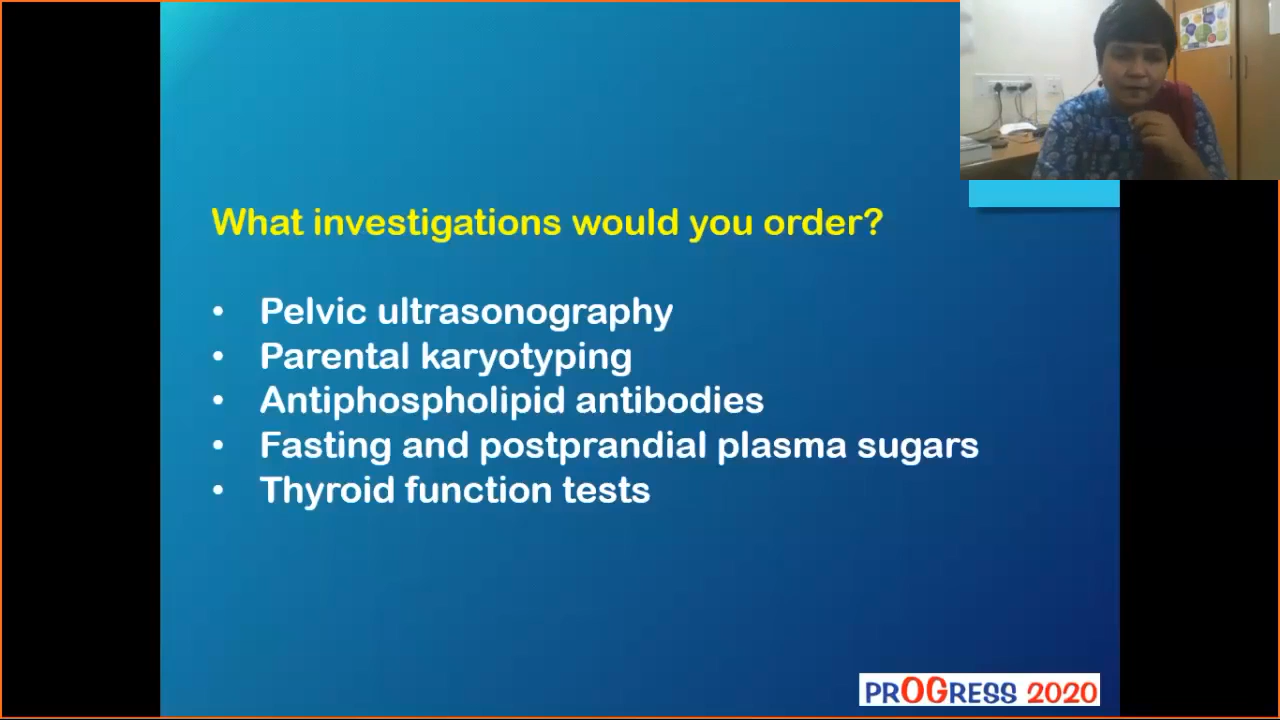 What investigations would you order?
• Pelvic ultrasonography
• Parental karyotyping
• Antiphospholipid antibodies
• Fasting and postprandial plasma sugars
• Thyroid function tests
PROGRESS 2020